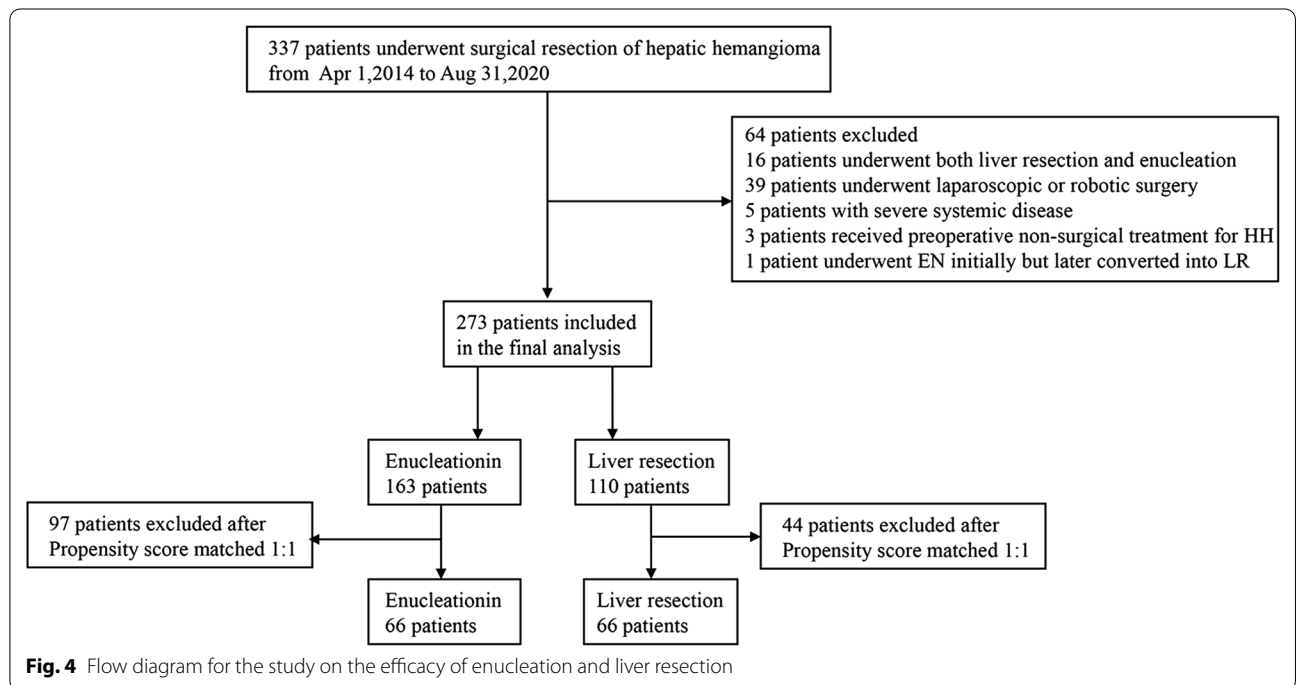 337 patients underwent surgical resection of hepatic hemangioma
from Apr 1,2014 to Aug 31,2020
64 patients excluded
16 patients underwent both liver resection and enucleation
39 patients underwent laparoscopic or robotic surgery
5 patients with severe systemic disease
3 patients received preoperative non-surgical treatment for HH
1 patient underwent EN initially but later converted into LR
273 patients included
in the final analysis
Enucleationin
163 patients
Liver resection
110 patients
97 patients excluded after
Propensity score matched 1:1
44 patients excluded after
Propensity score matched 1:1
Enucleationin
66 patients
Liver resection
66 patients
Fig. 4 Flow diagram for the study on the efficacy of enucleation and liver resection